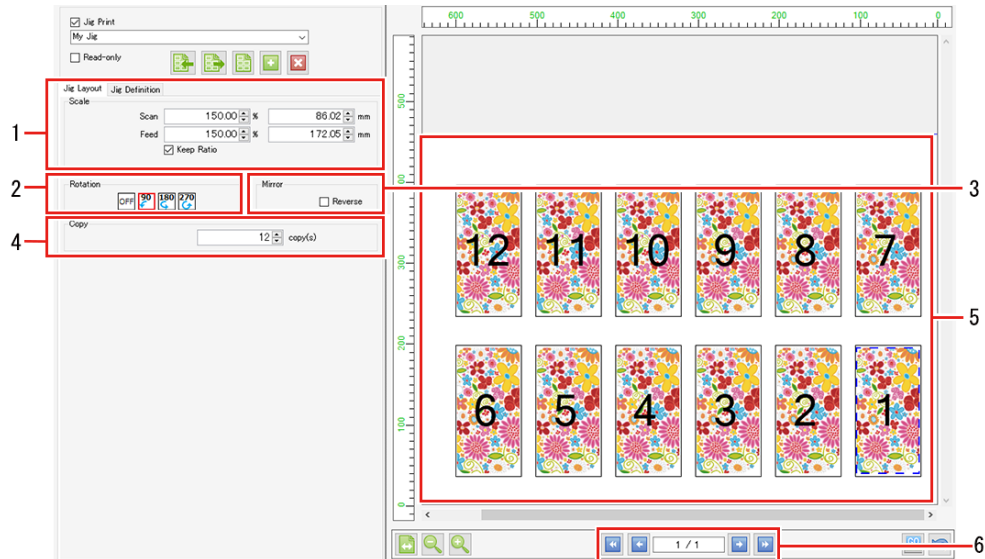 Jig Print
My Jig
Read-only
Jig Layout Jig Definition
Scale
Scan 150.00 % 86.02 mm
Feed 150.00 % 172.05 mm
Keep Ratio
1
Rotation Mirror
OFF 90 180 270 Reverse
2
3
Copy
12 copy(s)
4
600 500 400 300 200 100 0
500
300
200
100
0
12 11 10 9 8 7
6 5 4 3 2 1
5
1 / 1
6